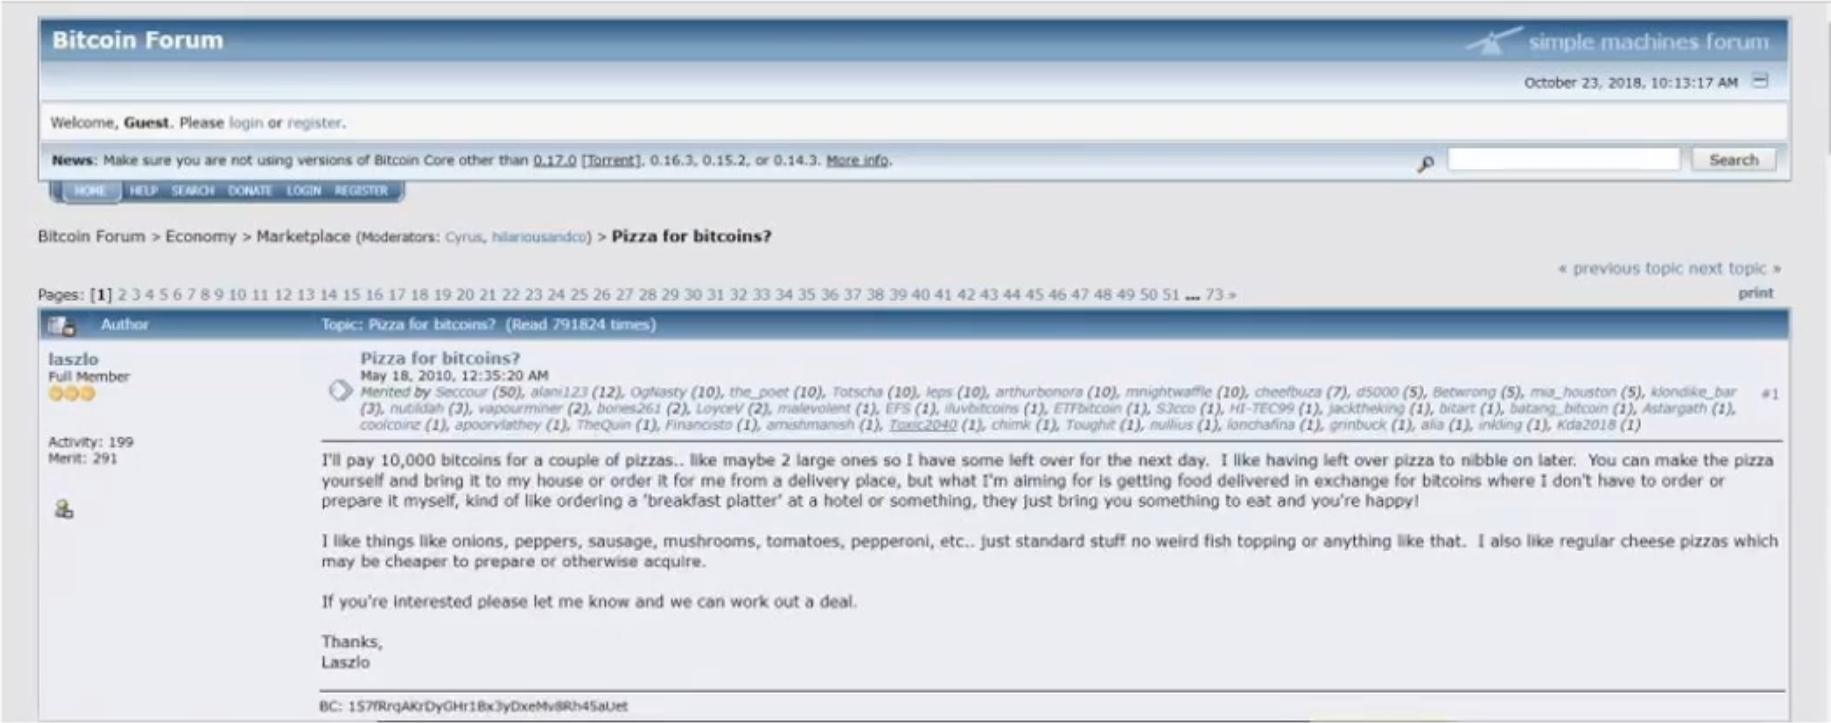 Bitcoin Forum
simple machines forum
October 23, 2018, 10:13:17 AM
Welcome, Guest. Please login or register.
News: Make sure you are not using versions of Bitcoin Core other than 0.17.0 [Torrent], 0.16.3, 0.15.2, or 0.14.3. More info.
Search
HOME HELP SEARCH DONATE LOGIN REGISTER
Bitcoin Forum > Economy > Marketplace (Moderators: Cyrus, hilariousandco) > Pizza for bitcoins?
« previous topic next topic »
Pages: [1] 2 3 4 5 6 7 8 9 10 11 12 13 14 15 16 17 18 19 20 21 22 23 24 25 26 27 28 29 30 31 32 33 34 35 36 37 38 39 40 41 42 43 44 45 46 47 48 49 50 51 ... 73 »
print
Author
Topic: Pizza for bitcoins? (Read 791824 times)
laszlo
Full Member
Activity: 199
Merit: 291
Pizza for bitcoins?
May 18, 2010, 12:35:20 AM
Merited by Seccour (50), alani123 (12), OgNasty (10), the_poet (10), Totscha (10), leps (10), arthurbonora (10), mnightwaffle (10), cheefbuza (7), d5000 (5), Betwrong (5), mia_houston (5), klondike_bar
(3), nutildah (3), vapourminer (2), bones261 (2), LoyceV (2), malevolent (1), EFS (1), iluvbitcoins (1), ETFbitcoin (1), S3cco (1), HI-TEC99 (1), jacktheking (1), bitart (1), batang_bitcoin (1), Astargath (1),
coolcoinz (1), apoorvlathey (1), TheQuin (1), Financisto (1), amishmanish (1), Toxic2040 (1), chimk (1), Toughit (1), nullius (1), lonchafina (1), grinbuck (1), alia (1), inkling (1), Kda2018 (1)
#1
I'll pay 10,000 bitcoins for a couple of pizzas.. like maybe 2 large ones so I have some left over for the next day. I like having left over pizza to nibble on later. You can make the pizza
yourself and bring it to my house or order it for me from a delivery place, but what I'm aiming for is getting food delivered in exchange for bitcoins where I don't have to order or
prepare it myself, kind of like ordering a 'breakfast platter' at a hotel or something, they just bring you something to eat and you're happy!
I like things like onions, peppers, sausage, mushrooms, tomatoes, pepperoni, etc.. just standard stuff no weird fish topping or anything like that. I also like regular cheese pizzas which
may be cheaper to prepare or otherwise acquire.
If you're interested please let me know and we can work out a deal.
Thanks,
Laszlo
BC: 157fRrqAKrDyGHr1Bx3yDxeMv8Rh45aUet